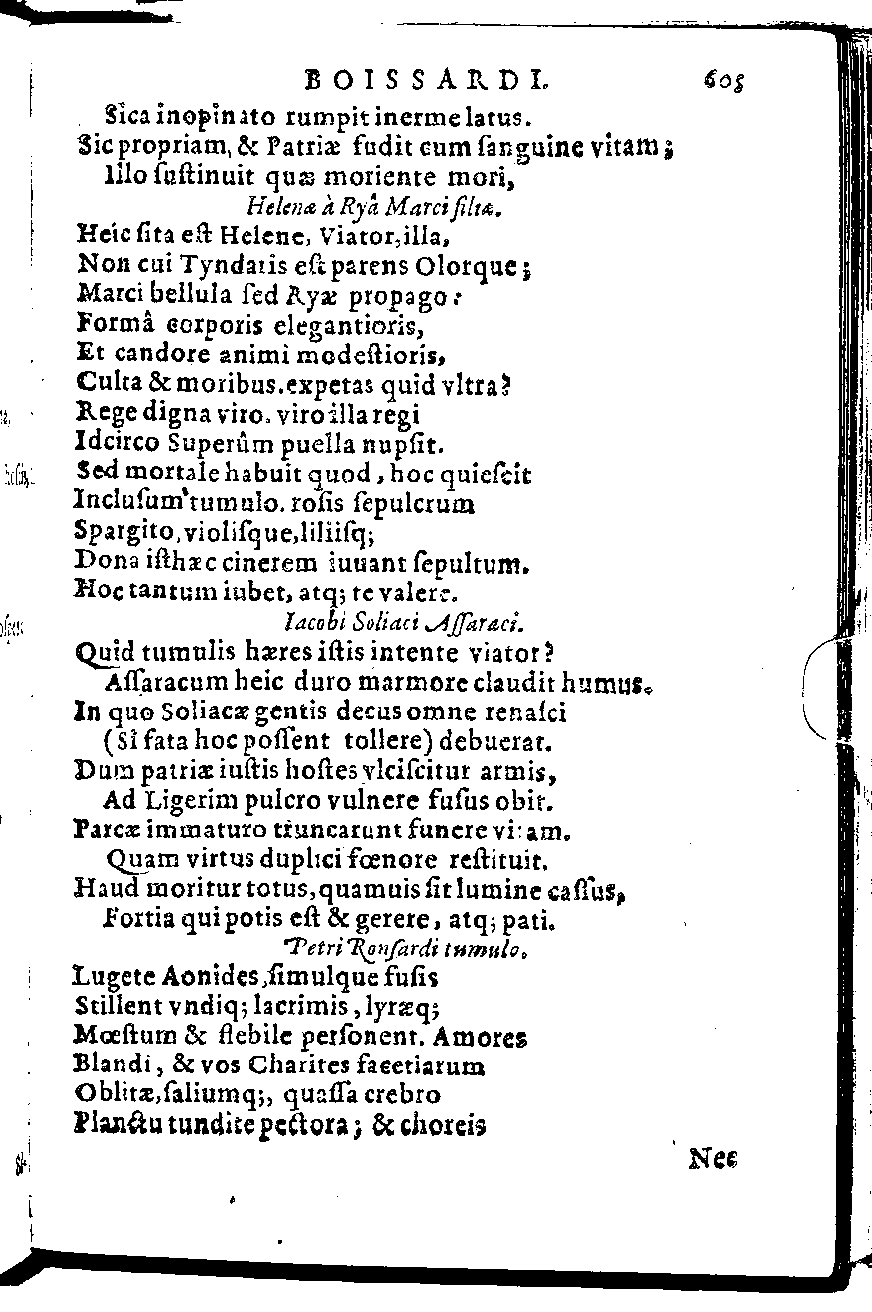 BOISSARDI. 605
Sica inopinato rumpit inerme latus.
Sic propriam, & Patriæ fudit cum ſanguine vitam;
Illo ſuſtinuit quæ moriente mori,
Helenæ à Ryâ Marci filiæ.
Heic ſita eſt Helene, Viator, illa,
Non cui Tyndaris eſt parens Olorque;
Marci bellula ſed Ryæ propago:
Formâ corporis elegantioris,
Et candore animi modeſtioris,
Culta & moribus. expetas quid vltra?
Rege digna viro. viro illa regi
Idcirco Superûm puella nupſit.
Sed mortale habuit quod, hoc quieſcit
Incluſum tumulo. roſis ſepulcrum
Spargito, violiſque, liliiſq;
Dona iſthæc cinerem iuuant ſepultum.
Hoc tantum iubet, atq; te valere.
Iacobi Soliaci Aſſaraci.
Quid tumulis hæres iſtis intente viator?
Aſſaracum heic duro marmore claudit humus.
In quo Soliacæ gentis decus omne renaſci
(Si fata hoc poſſent tollere) debuerat.
Dum patriæ iuſtis hoſtes vlciſcitur armis,
Ad Ligerim pulcro vulnere fuſus obit.
Parcæ immaturo truncarunt funere vitam.
Quam virtus duplici fœnore reſtituit.
Haud moritur totus, quamuis ſit lumine caſſus,
Fortia qui potis eſt & gerere, atq; pati.
Petri Ronſardi tumulo.
Lugete Aonides, ſimulque fuſis
Stillent vndiq; lacrimis, lyræq;
Mœſtum & flebile perſonent. Amores
Blandi, & vos Charites facetiarum
Oblitæ, ſaliumq;, quaſſa crebro
Planctu tundite pectora; & choreis
Nec